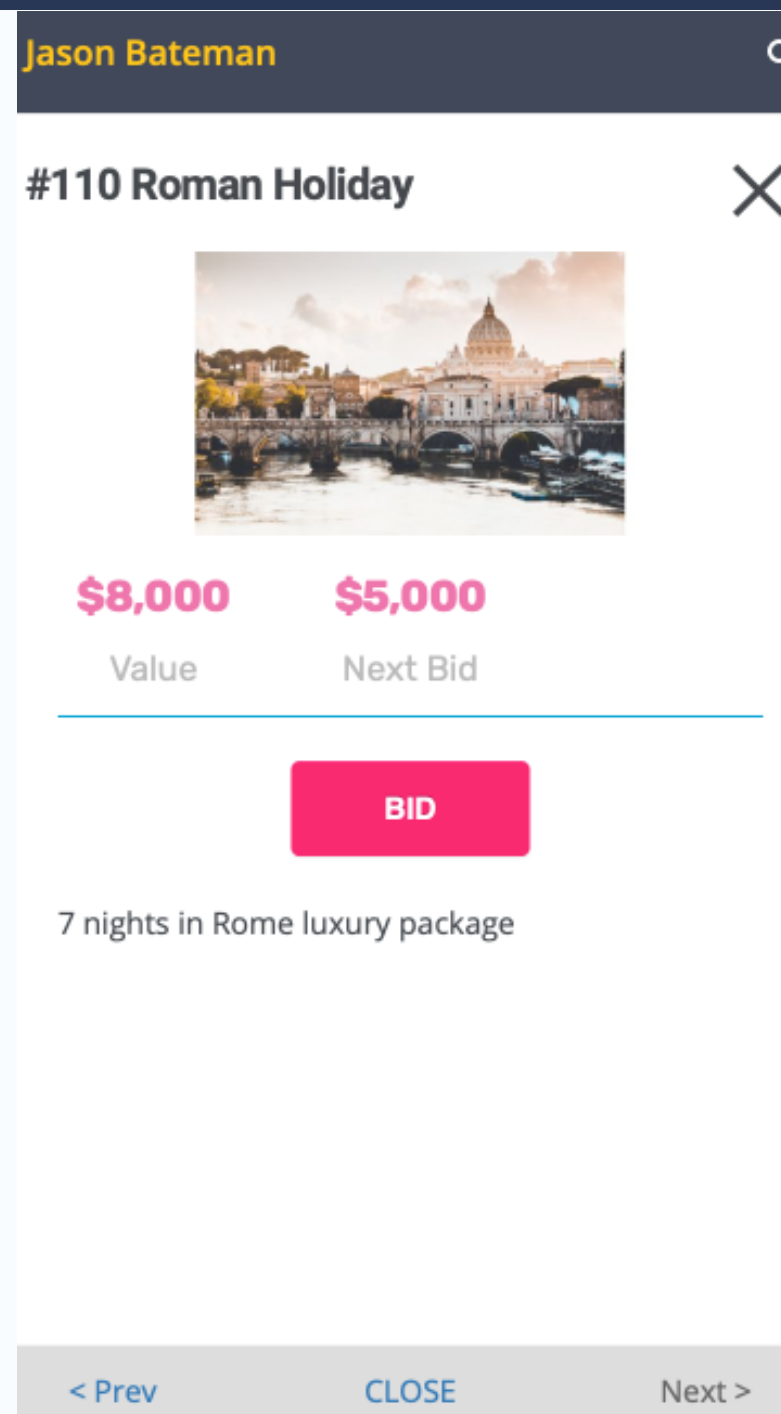 Jason Bateman
#110 Roman Holiday
$8,000 $5,000
Value Next Bid
BID
7 nights in Rome luxury package
< Prev CLOSE Next >